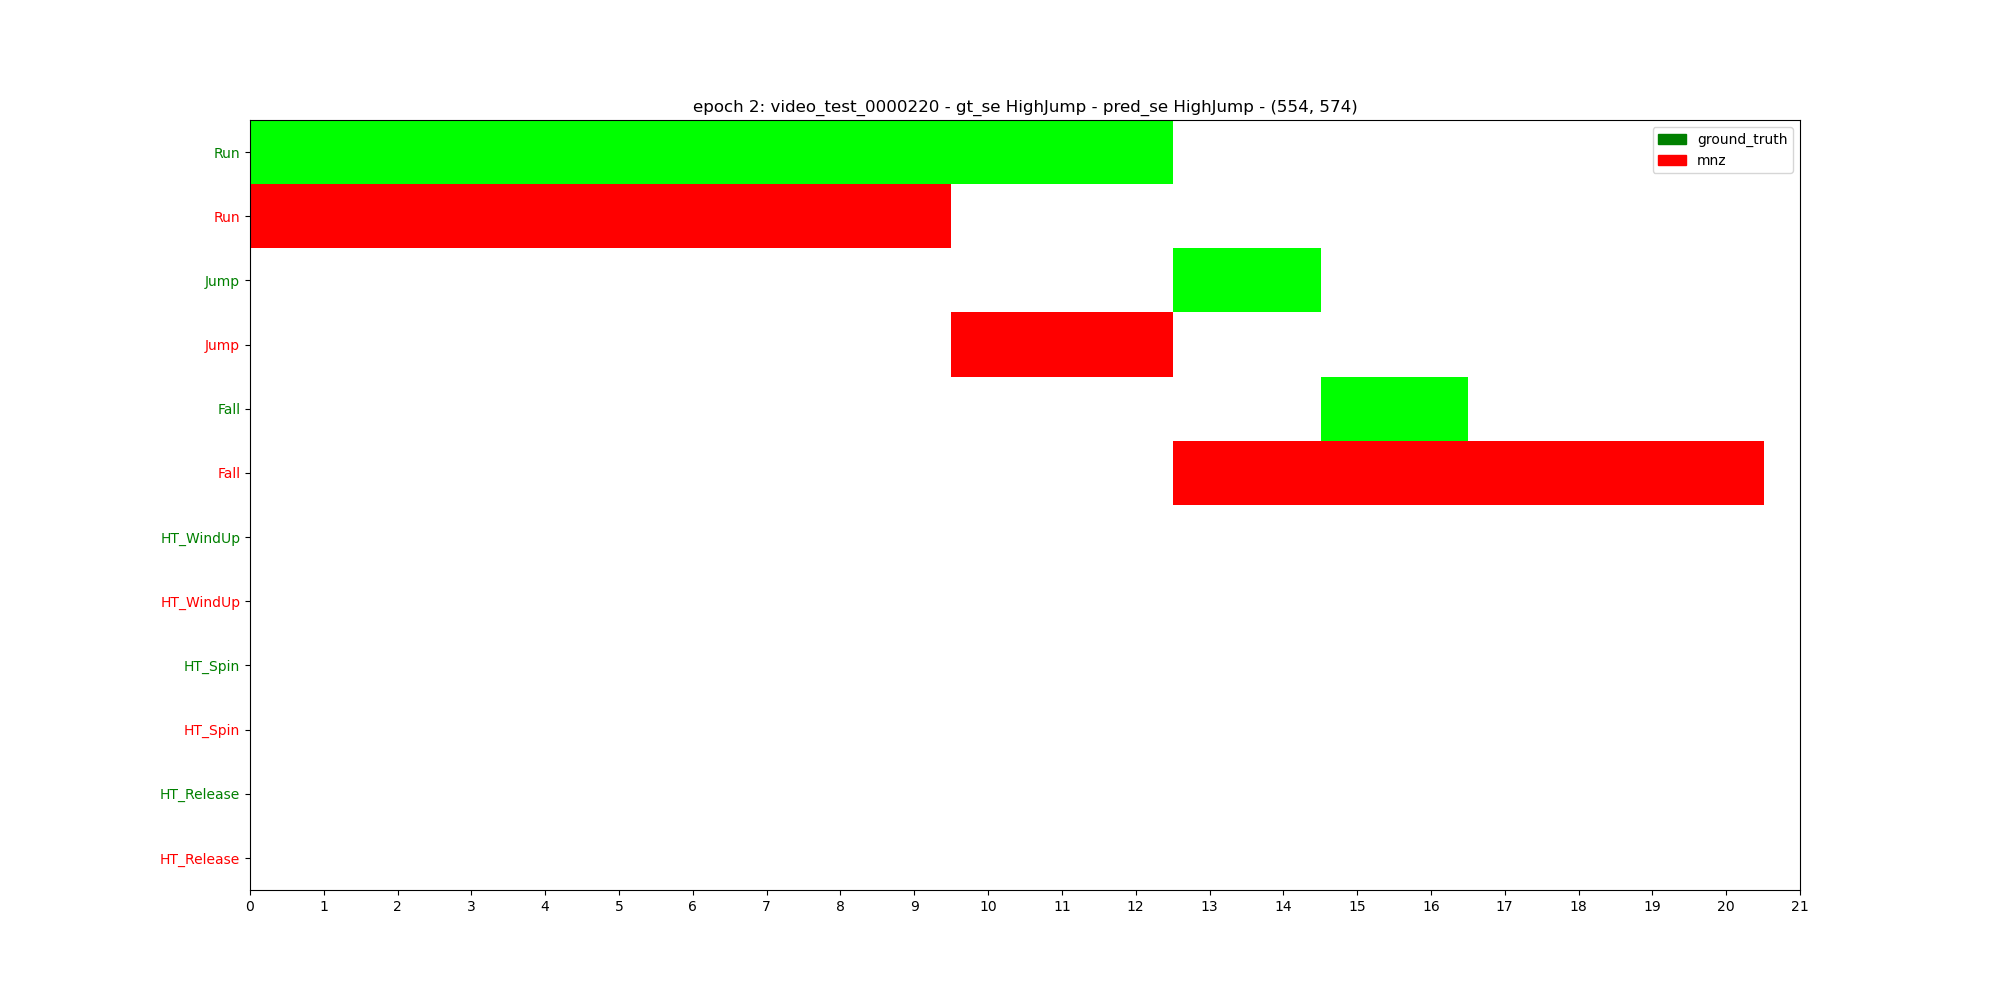 epoch 2: video_test_0000220 - gt_se HighJump - pred_se HighJump - (554, 574)
ground_truth
mnz
Run
Run
Jump
Jump
Fall
Fall
HT_WindUp
HT_WindUp
HT_Spin
HT_Spin
HT_Release
HT_Release
0 1 2 3 4 5 6 7 8 9 10 11 12 13 14 15 16 17 18 19 20 21